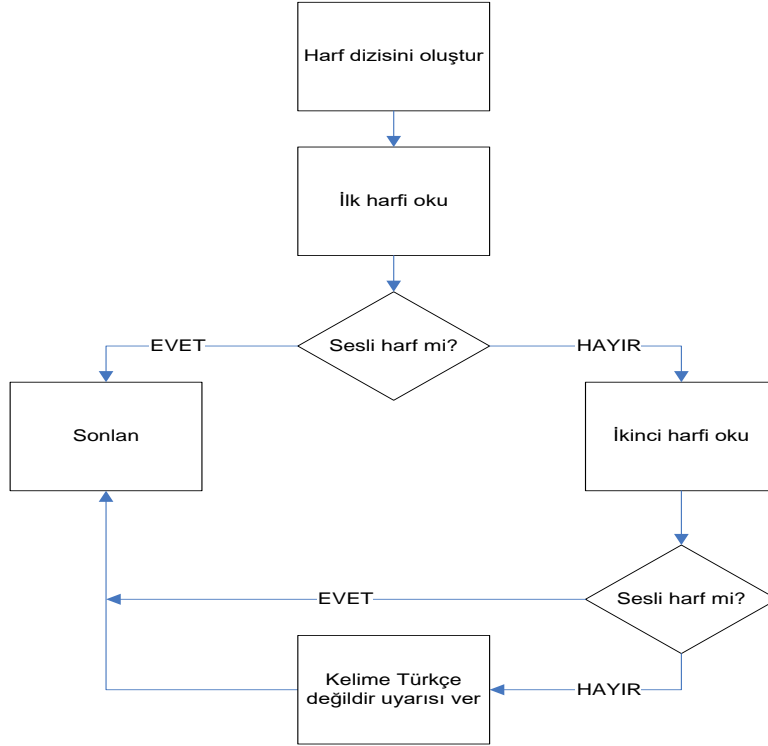 Harf dizisini oluştur
İlk harfi oku
Sesli harf mi?
EVET
HAYIR
Sonlan
İkinci harfi oku
Sesli harf mi?
EVET
HAYIR
Kelime Türkçe
değildir uyarısı ver